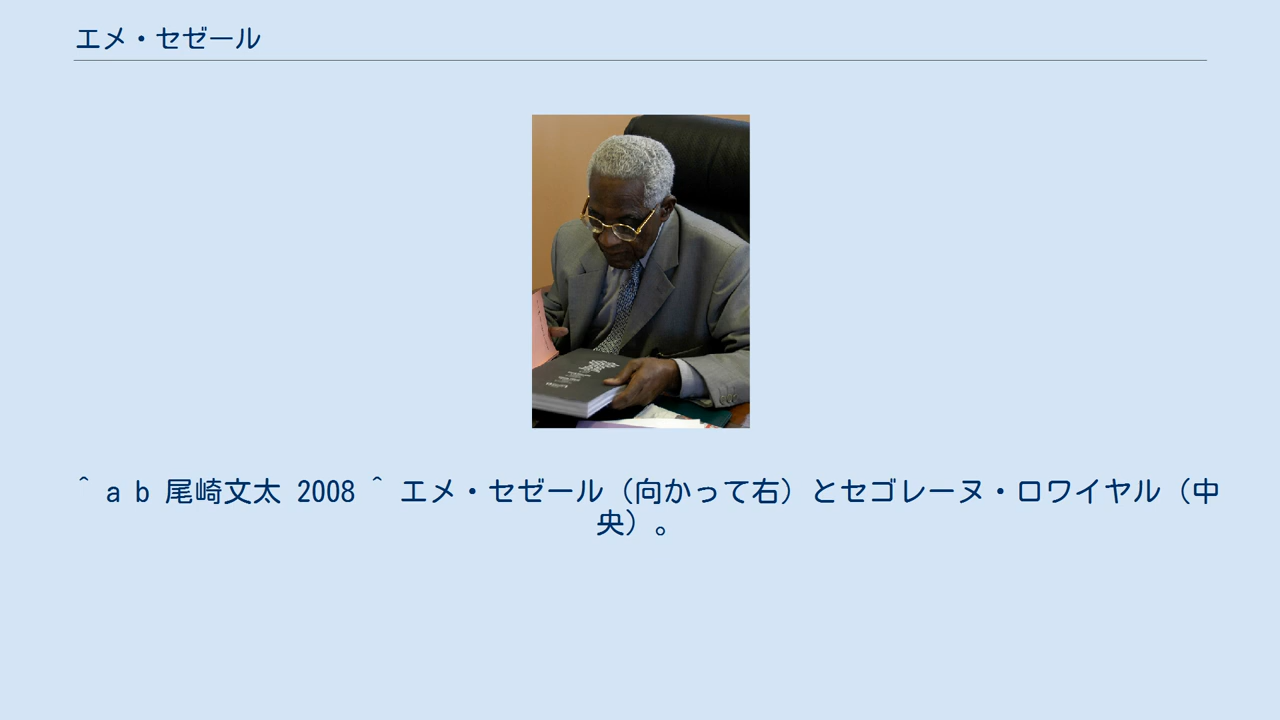 エメ・セゼール
^ a b 尾崎文太 2008 ^ エメ・セゼール（向かって右）とセゴレーヌ・ロワイヤル（中
央）。